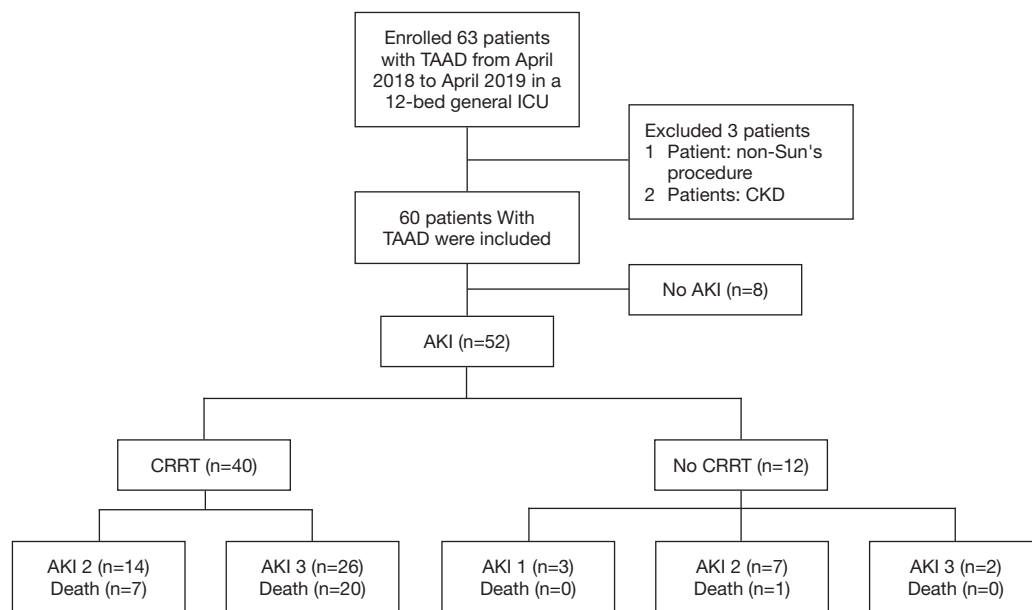 Enrolled 63 patients
with TAAD from April
2018 to April 2019 in a
12-bed general ICU
Excluded 3 patients
1 Patient: non-Sun's
procedure
2 Patients: CKD
60 patients With
TAAD were included
No AKI (n=8)
AKI (n=52)
CRRT (n=40)
No CRRT (n=12)
AKI 2 (n=14)
Death (n=7)
AKI 3 (n=26)
Death (n=20)
AKI 1 (n=3)
Death (n=0)
AKI 2 (n=7)
Death (n=1)
AKI 3 (n=2)
Death (n=0)